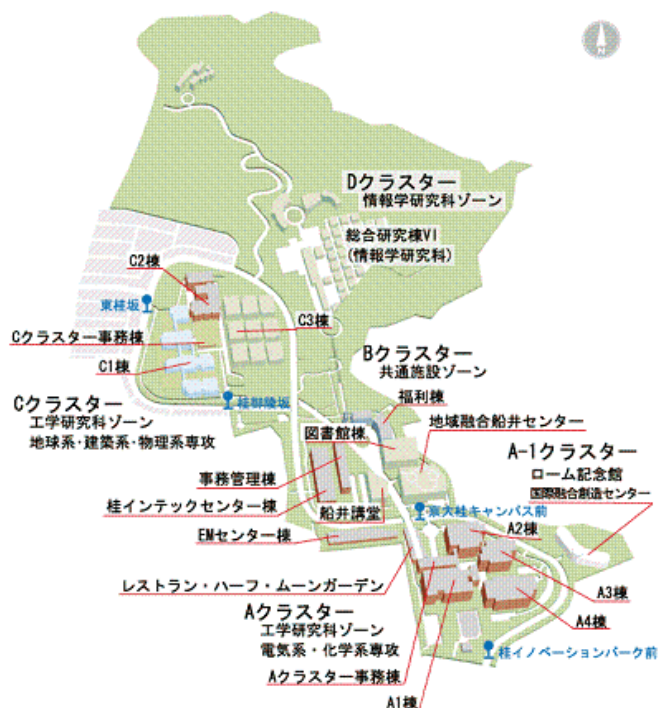 N
Dクラスター
情報学研究科ゾーン
総合研究棟VI
(情報学研究科)
C2棟
東桂坂
Cクラスター事務棟
C3棟
C1棟
Bクラスター
共通施設ゾーン
桂御陵坂
福利棟
Cクラスター
工学研究科ゾーン
地球系・建築系・物理系専攻
図書館棟
地域融合船井センター
A-1クラスター
ローム記念館
国際融合創造センター
事務管理棟
桂インテックセンター棟
船井講堂
京大桂キャンパス前
EMセンター棟
A2棟
レストラン・ハーフ・ムーンガーデン
A3棟
Aクラスター
工学研究科ゾーン
電気系・化学系専攻
A4棟
桂イノベーションパーク前
Aクラスター事務棟
A1棟